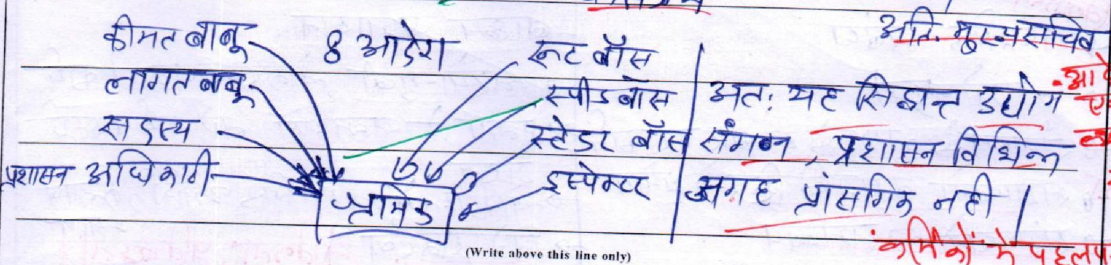 अति. मुख्यसचिव
कीमत बाबू 8 आदेश रूट बॉस
लागत बाबू स्पीड बॉस अतः यह सिद्धान्त उद्योग
सदस्य स्टेडर बॉस संगठन, प्रशासन विभिन्न
प्रशासन अधिकारी इंस्पेक्टर जगह प्रांसगिक नही।
श्रमिक
(Write above this line only)